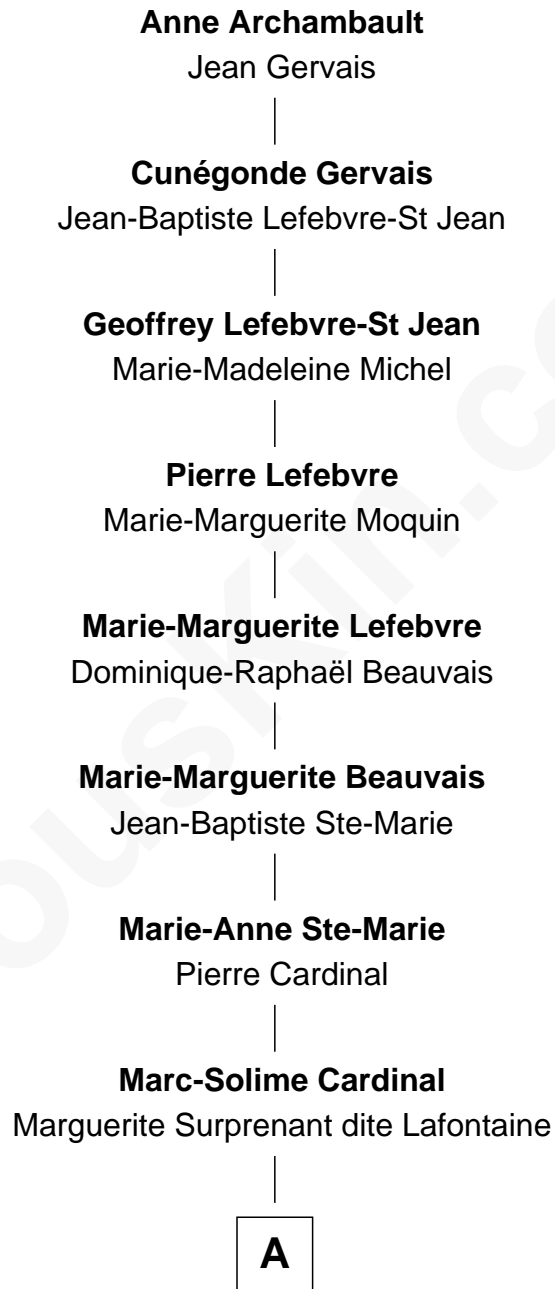 Anne Archambault
Jean Gervais
Cunégonde Gervais
Jean-Baptiste Lefebvre-St Jean
Geoffrey Lefebvre-St Jean
Marie-Madeleine Michel
Pierre Lefebvre
Marie-Marguerite Moquin
Marie-Marguerite Lefebvre
Dominique-Raphaël Beauvais
Marie-Marguerite Beauvais
Jean-Baptiste Ste-Marie
Marie-Anne Ste-Marie
Pierre Cardinal
Marc-Solime Cardinal
Marguerite Surprenant dite Lafontaine
A